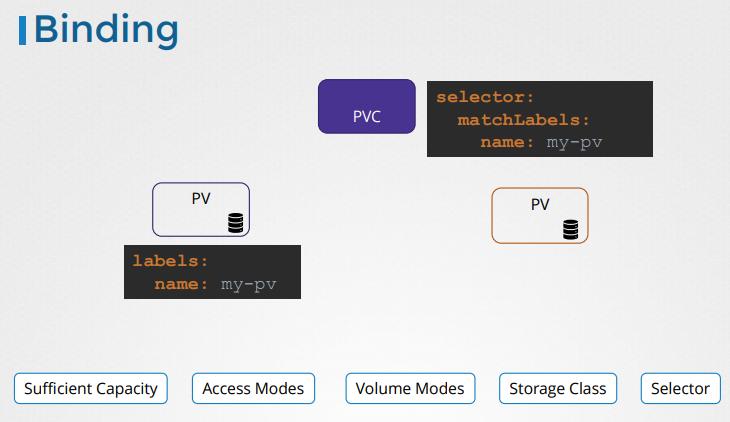 Binding
PVC
selector:
  matchLabels:
    name: my-pv
PV
PV
labels:
  name: my-pv
Sufficient Capacity
Access Modes
Volume Modes
Storage Class
Selector